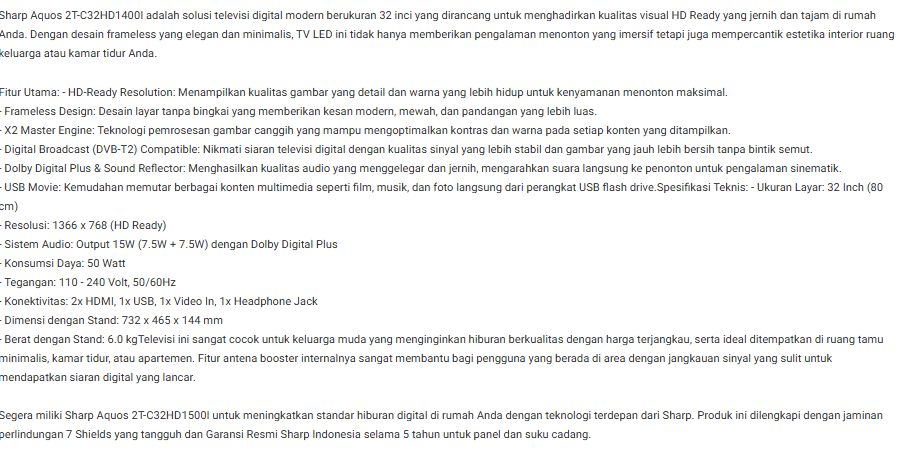 Sharp Aquos 2T-C32HD1400I adalah solusi televisi digital modern berukuran 32 inci yang dirancang untuk menghadirkan kualitas visual HD Ready yang jernih dan tajam di rumah
Anda. Dengan desain frameless yang elegan dan minimalis, TV LED ini tidak hanya memberikan pengalaman menonton yang imersif tetapi juga mempercantik estetika interior ruang
keluarga atau kamar tidur Anda.
Fitur Utama: - HD-Ready Resolution: Menampilkan kualitas gambar yang detail dan warna yang lebih hidup untuk kenyamanan menonton maksimal.
- Frameless Design: Desain layar tanpa bingkai yang memberikan kesan modern, mewah, dan pandangan yang lebih luas.
- X2 Master Engine: Teknologi pemrosesan gambar canggih yang mampu mengoptimalkan kontras dan warna pada setiap konten yang ditampilkan.
- Digital Broadcast (DVB-T2) Compatible: Nikmati siaran televisi digital dengan kualitas sinyal yang lebih stabil dan gambar yang jauh lebih bersih tanpa bintik semut.
- Dolby Digital Plus & Sound Reflector: Menghasilkan kualitas audio yang menggelegar dan jernih, mengarahkan suara langsung ke penonton untuk pengalaman sinematik.
- USB Movie: Kemudahan memutar berbagai konten multimedia seperti film, musik, dan foto langsung dari perangkat USB flash drive.Spesifikasi Teknis: - Ukuran Layar: 32 Inch (80
cm)
- Resolusi: 1366 x 768 (HD Ready)
- Sistem Audio: Output 15W (7.5W + 7.5W) dengan Dolby Digital Plus
- Konsumsi Daya: 50 Watt
- Tegangan: 110 - 240 Volt, 50/60Hz
- Konektivitas: 2x HDMI, 1x USB, 1x Video In, 1x Headphone Jack
- Dimensi dengan Stand: 732 x 465 x 144 mm
- Berat dengan Stand: 6.0 kgTelevisi ini sangat cocok untuk keluarga muda yang menginginkan hiburan berkualitas dengan harga terjangkau, serta ideal ditempatkan di ruang tamu
minimalis, kamar tidur, atau apartemen. Fitur antena booster internalnya sangat membantu bagi pengguna yang berada di area dengan jangkauan sinyal yang sulit untuk
mendapatkan siaran digital yang lancar.
Segera miliki Sharp Aquos 2T-C32HD1500I untuk meningkatkan standar hiburan digital di rumah Anda dengan teknologi terdepan dari Sharp. Produk ini dilengkapi dengan jaminan
perlindungan 7 Shields yang tangguh dan Garansi Resmi Sharp Indonesia selama 5 tahun untuk panel dan suku cadang.